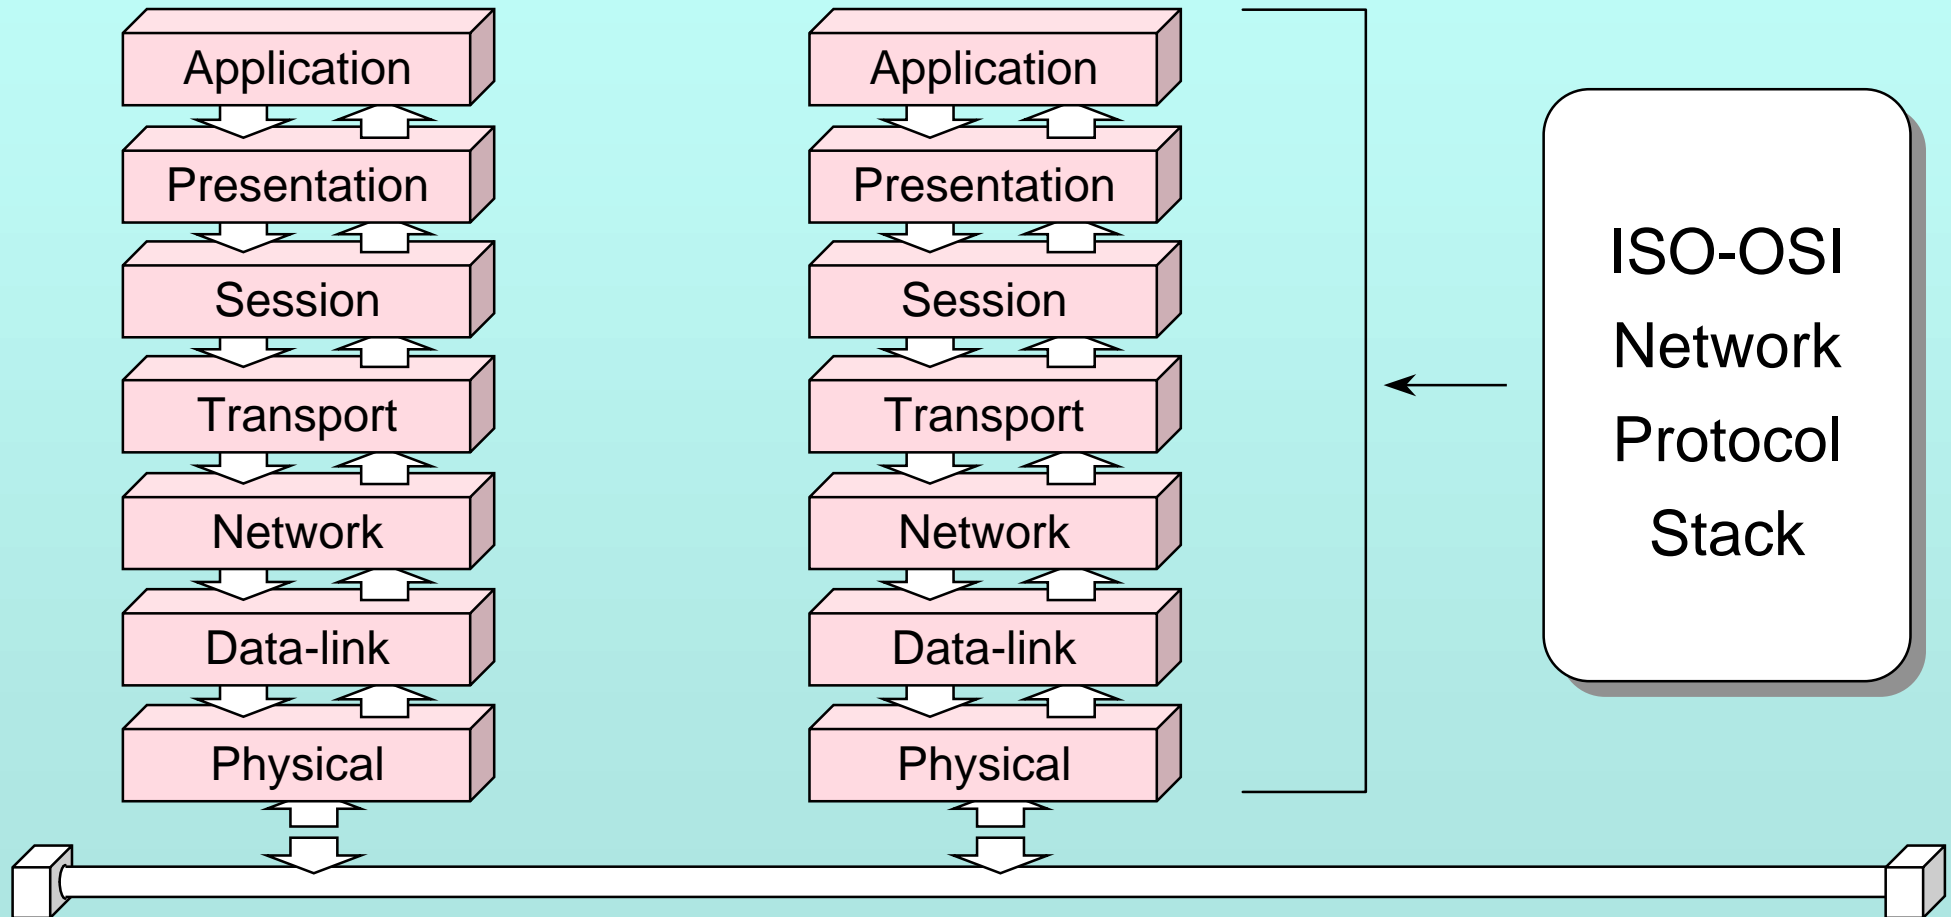 Application
Presentation
Session
Transport
Network
Data-link
Physical
Application
Presentation
Session
Transport
Network
Data-link
Physical
ISO-OSI
Network
Protocol
Stack